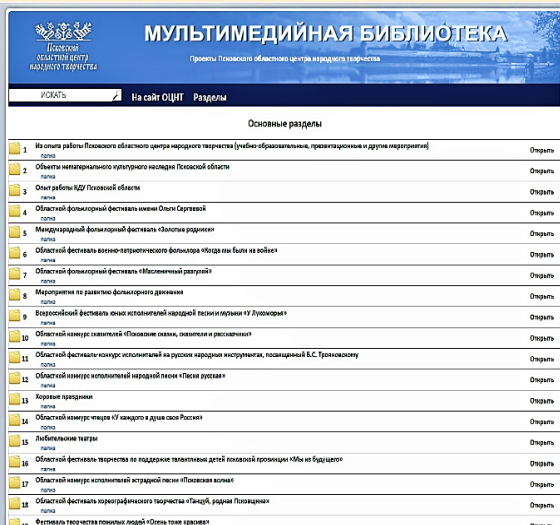 МУЛЬТИМЕДИЙНАЯ БИБЛИОТЕКА
Псковский
областной центр
народного творчества
Проекты Псковского областного центра народного творчества
ИСКАТЬ На сайт ОЦНТ Разделы
Основные разделы
1 Из опыта работы Псковского областного центра народного творчества (учебно-образовательные, презентационные и другие мероприятия) Открыть
папка
2 Объекты нематериального культурного наследия Псковской области Открыть
папка
3 Опыт работы КДУ Псковской области Открыть
папка
4 Областной фольклорный фестиваль имени Ольги Сергеевой Открыть
папка
5 Международный фольклорный фестиваль «Золотые родники» Открыть
папка
6 Областной фестиваль военно-патриотического фольклора «Когда мы были на войне» Открыть
папка
7 Областной фольклорный фестиваль «Масленичный разгуляй» Открыть
папка
8 Мероприятия по развитию фольклорного движения Открыть
папка
9 Всероссийский фестиваль юных исполнителей народной песни и музыки «У Лукоморья» Открыть
папка
10 Областной конкурс сказителей «Псковские сказки, сказители и рассказчики» Открыть
папка
11 Областной фестиваль-конкурс исполнителей на русских народных инструментах, посвященный Б.С. Трояновскому Открыть
папка
12 Областной конкурс исполнителей народной песни «Песня русская» Открыть
папка
13 Хоровые праздники Открыть
папка
14 Областной конкурс чтецов «У каждого в душе своя Россия» Открыть
папка
15 Любительские театры Открыть
папка
16 Областной фестиваль творчества по поддержке талантливых детей псковской провинции «Мы из будущего» Открыть
папка
17 Областной конкурс исполнителей эстрадной песни «Псковская волна» Открыть
папка
18 Областной фестиваль хореографического творчества «Танцуй, родная Псковщина» Открыть
папка
Фестиваль творчества пожилых людей «Осень тоже красива» Открыть